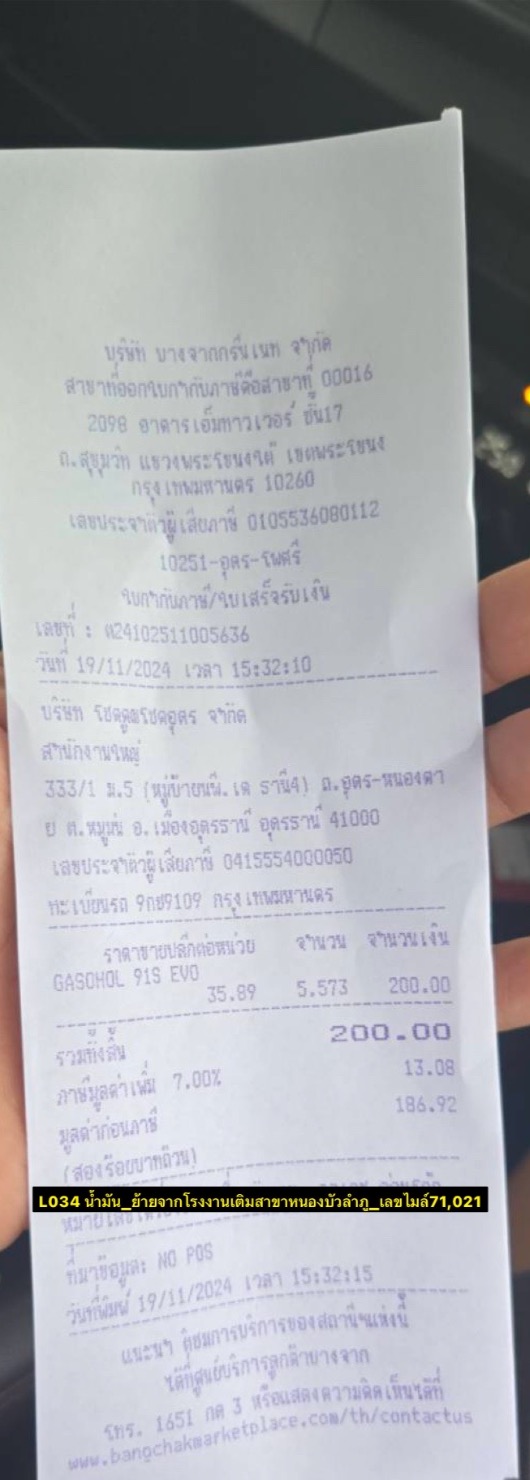 บริษัท บางจากกรีนเนท จำกัด
สาขาที่ออกใบกำกับภาษีคือสาขาที่ 00016
2098 อาคารเอ็มทาวเวอร์ ชั้น17
ถ.สุขุมวิท แขวงพระโขนงใต้ เขตพระโขนง
กรุงเทพมหานคร 10260
เลขประจำตัวผู้เสียภาษี 0105536080112
10251-อุดร-โพศรี
ใบกำกับภาษี/ใบเสร็จรับเงิน
เลขที่ : ต24102511005636
วันที่ 19/11/2024 เวลา 15:32:10
บริษัท โชคคูณโชคอุดร จำกัด
สำนักงานใหญ่
333/1 ม.5 (หมู่บ้านพี.เค ธานี4) ถ.อุดร-หนองคา
ย ต.หมูม่น อ.เมืองอุดรธานี อุดรธานี 41000
เลขประจำตัวผู้เสียภาษี 0415554000050
ทะเบียนรถ 9กฮ9109 กรุงเทพมหานคร
ราคาขายปลีกต่อหน่วย จำนวน จำนวนเงิน
GASOHOL 91S EVO
35.89 5.573 200.00
รวมทั้งสิ้น 200.00
ภาษีมูลค่าเพิ่ม 7.00% 13.08
มูลค่าก่อนภาษี 186.92
(สองร้อยบาทถ้วน)
L034 น้ำมัน_ย้ายจากโรงงานเติมสาขาหนองบัวลำภู_เลขไมล์71,021
ที่มาข้อมูล: NO POS
วันที่พิมพ์ 19/11/2024 เวลา 15:32:15
แนะนำ ติชมการบริการของสถานีฯแห่งนี้
ได้ที่ศูนย์บริการลูกค้าบางจาก
โทร. 1651 กด 3 หรือแสดงความคิดเห็นได้ที่
www.bangchakmarketplace.com/th/contactus